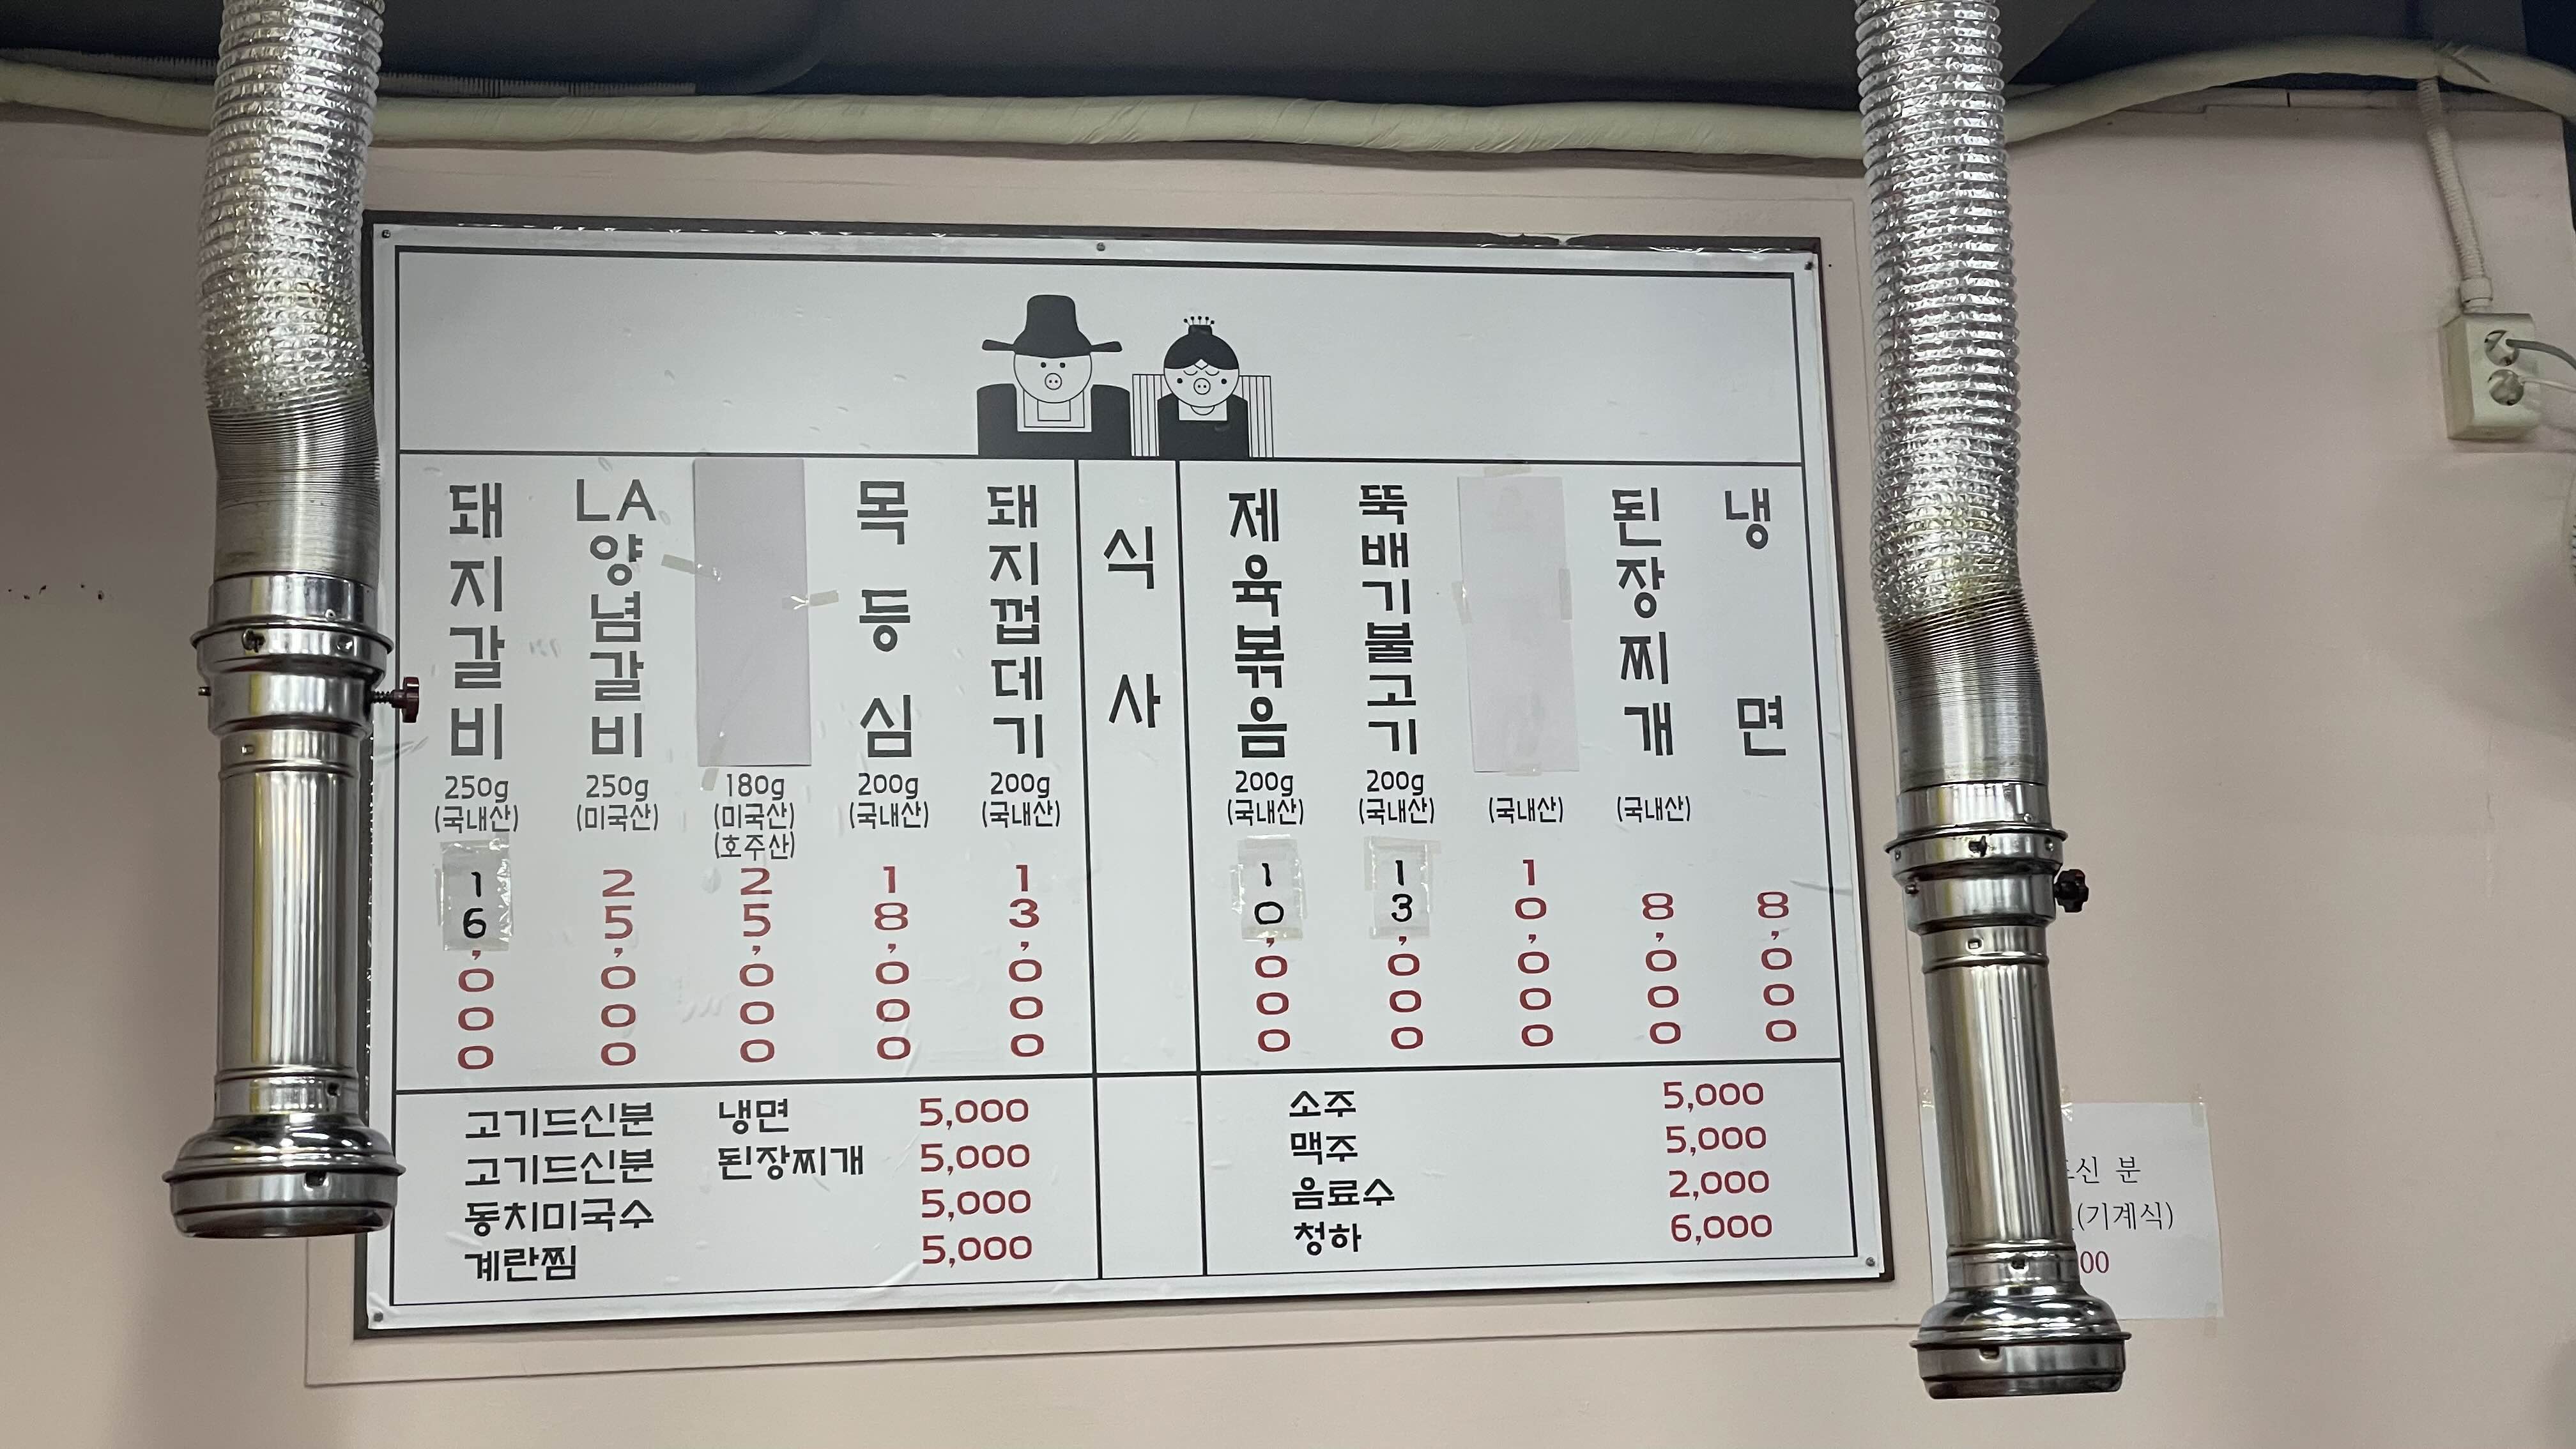 돼지갈비
250g
(국내산)
16,000
LA양념갈비
250g
(미국산)
25,000
180g
(미국산)
(호주산)
25,000
목등심
200g
(국내산)
18,000
돼지껍데기
200g
(국내산)
13,000
식사
제육볶음
200g
(국내산)
10,000
뚝배기불고기
200g
(국내산)
13,000
(국내산)
10,000
된장찌개
(국내산)
8,000
냉면
8,000
고기드신분 냉면 5,000
고기드신분 된장찌개 5,000
동치미국수 5,000
계란찜 5,000
소주 5,000
맥주 5,000
음료수 2,000
청하 6,000
신 분
(기계식)
00